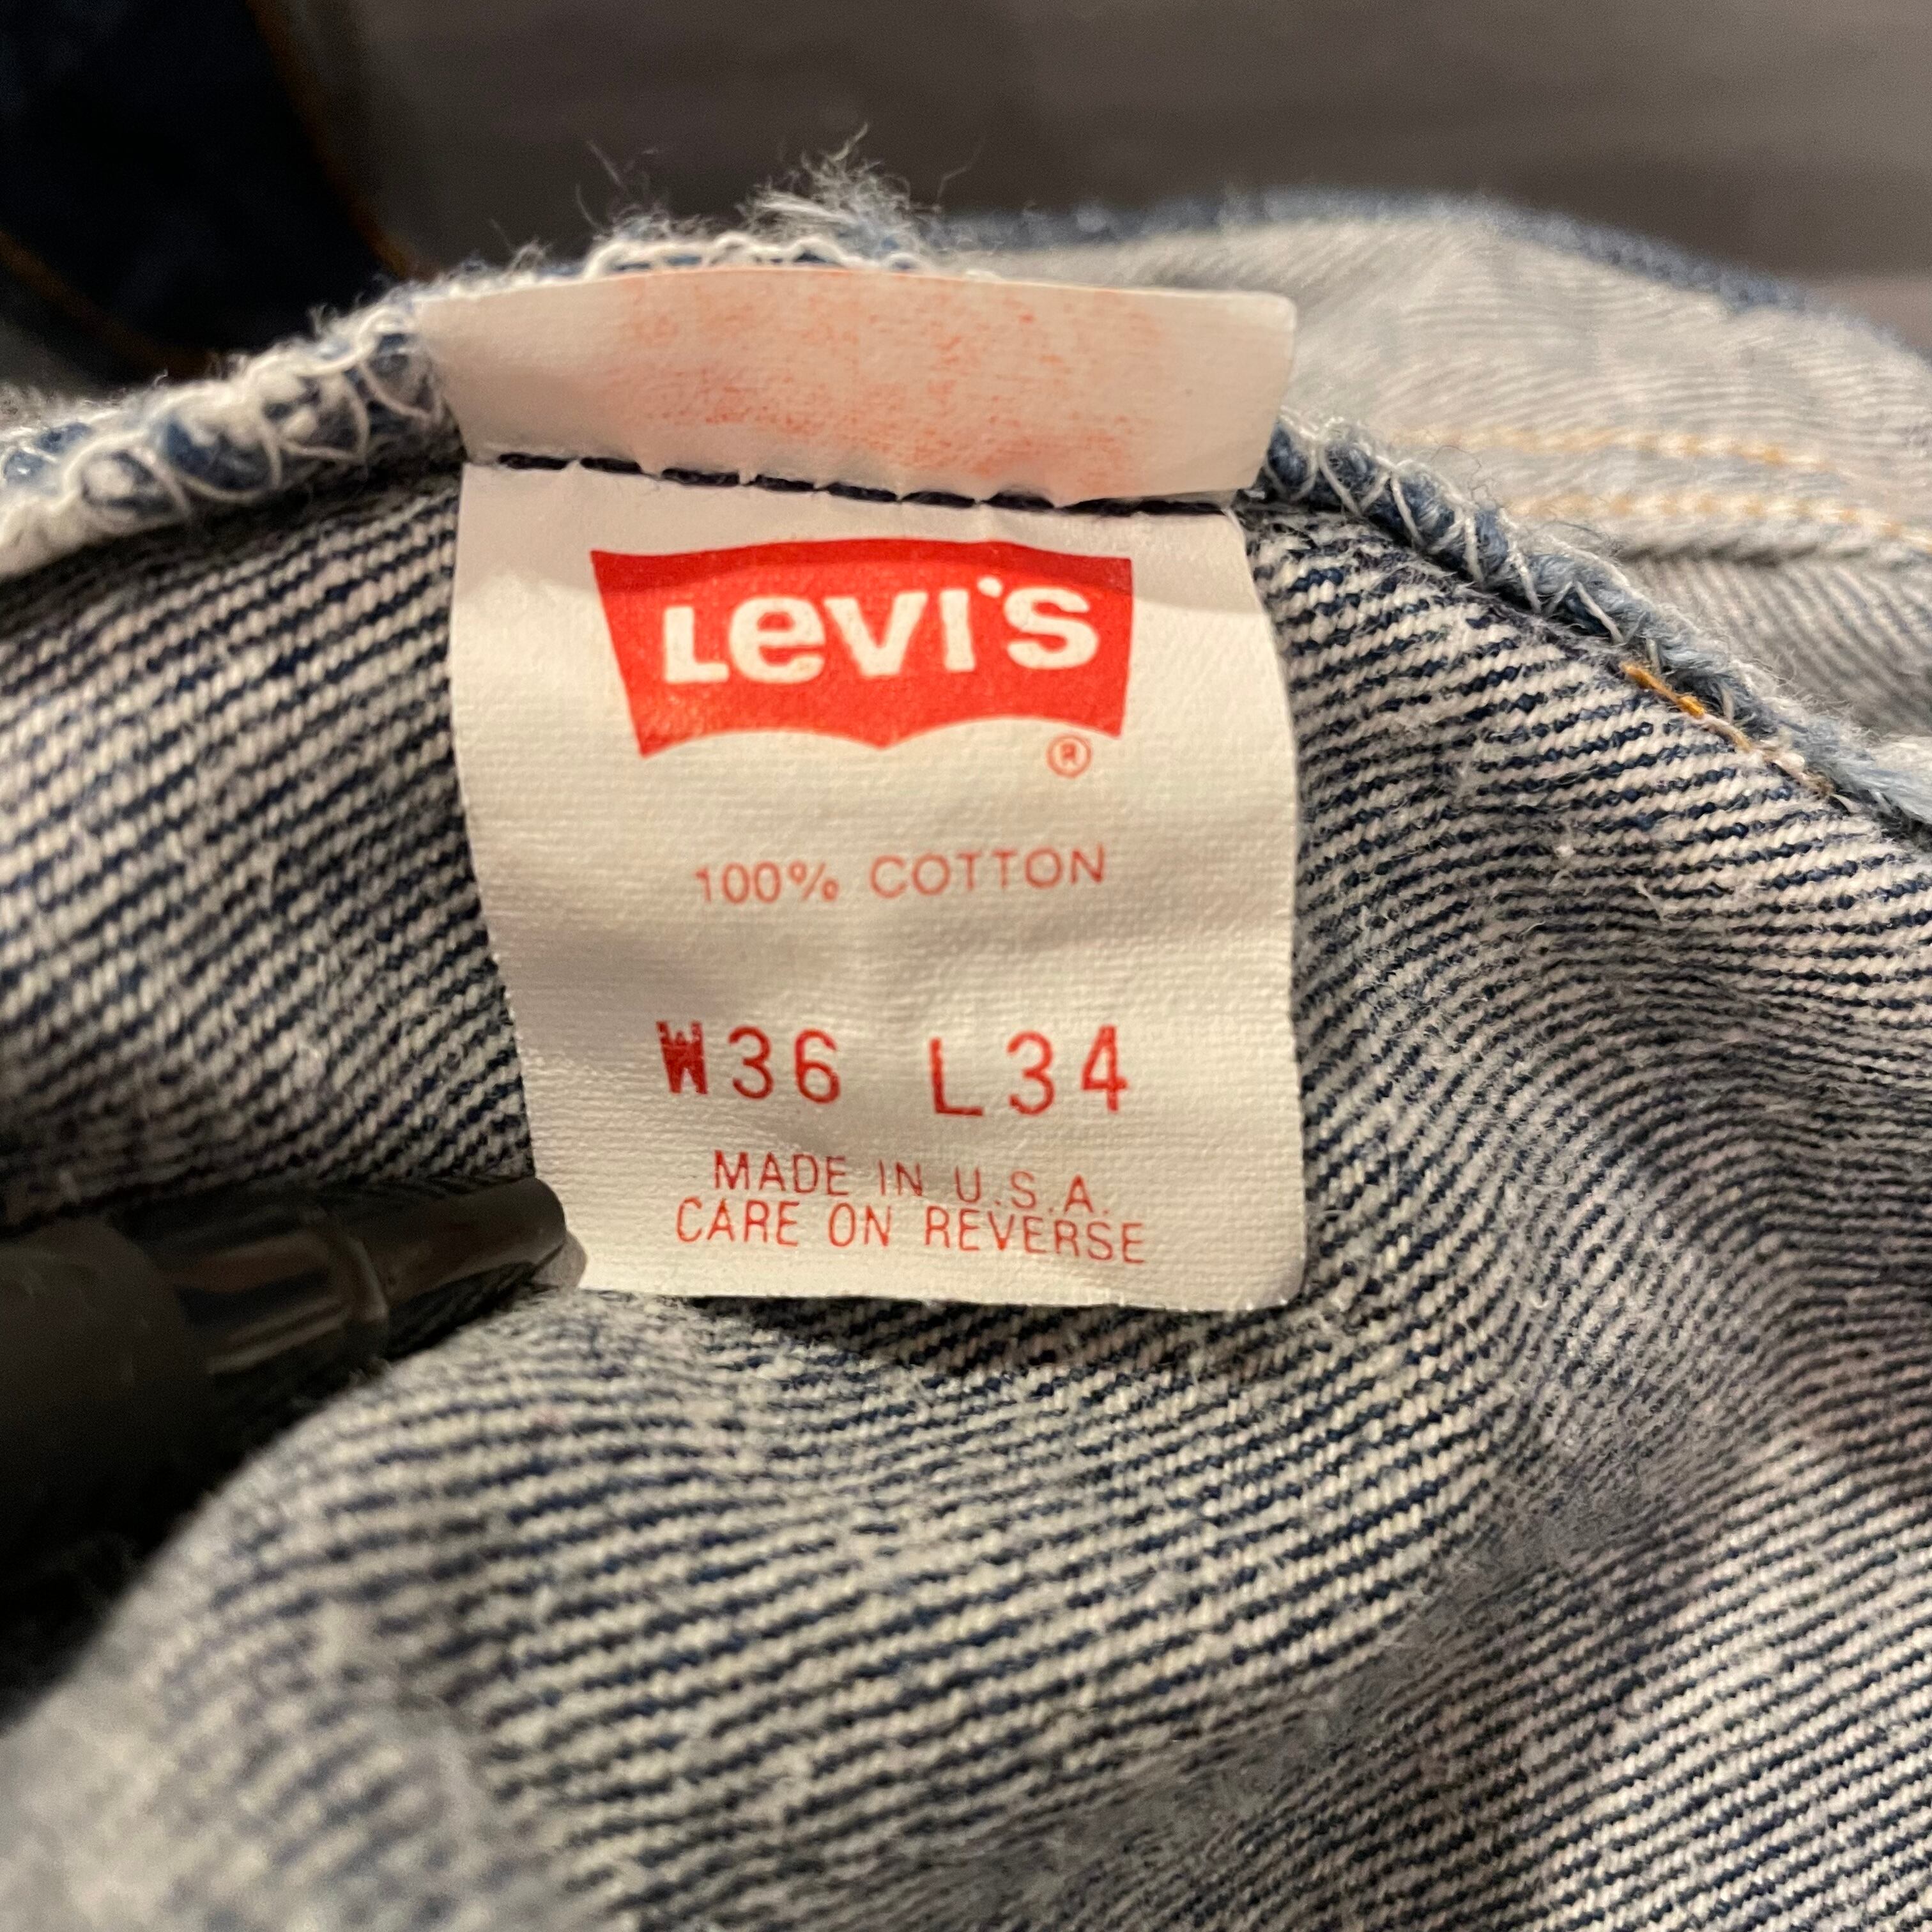 Levi's
®
100% COTTON
W36 L34
MADE IN U.S.A.
CARE ON REVERSE